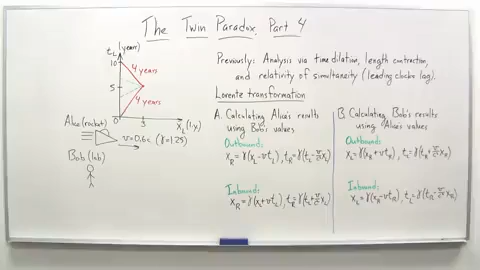 The Twin Paradox, Part 4
t_L (years)
10
5
0
3
x_L (l.y)
4 years
4 years
Alice (rocket)
v=0.6c (γ=1.25)
Bob (lab)
Previously: Analysis via time dilation, length contraction,
and relativity of simultaneity (leading clocks lag).
Lorentz transformation
A. Calculating Alice's results
using Bob's values
Outbound:
x_R = γ(x_L - vt_L), t_R = γ(t_L - v/c² x_L)
Inbound:
x_R = γ(x_L + vt_L), t_R = γ(t_L + v/c² x_L)
B. Calculating Bob's results
using Alice's values
Outbound:
x_L = γ(x_R + vt_R), t_L = γ(t_R + v/c² x_R)
Inbound:
x_L = γ(x_R - vt_R), t_L = γ(t_R - v/c² x_R)